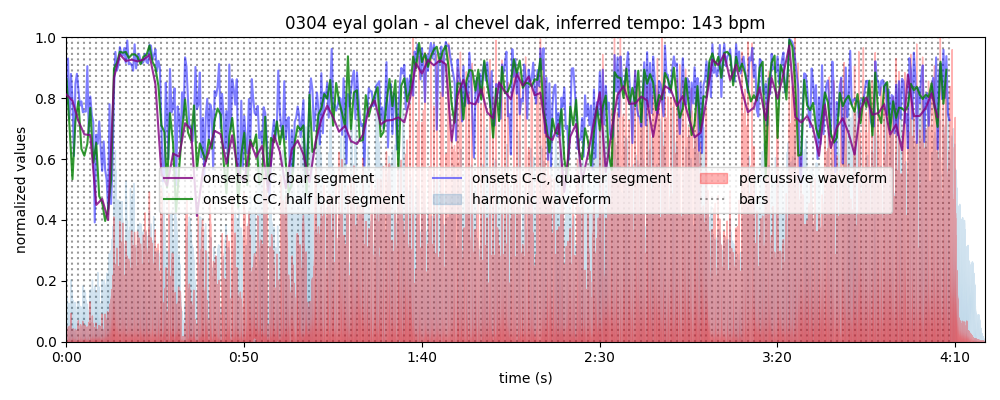 0304 eyal golan - al chevel dak, inferred tempo: 143 bpm
1.0
0.8
0.6
0.4
0.2
0.0
normalized values
onsets C-C, bar segment
onsets C-C, half bar segment
onsets C-C, quarter segment
harmonic waveform
percussive waveform
bars
0:00 0:50 1:40 2:30 3:20 4:10
time (s)